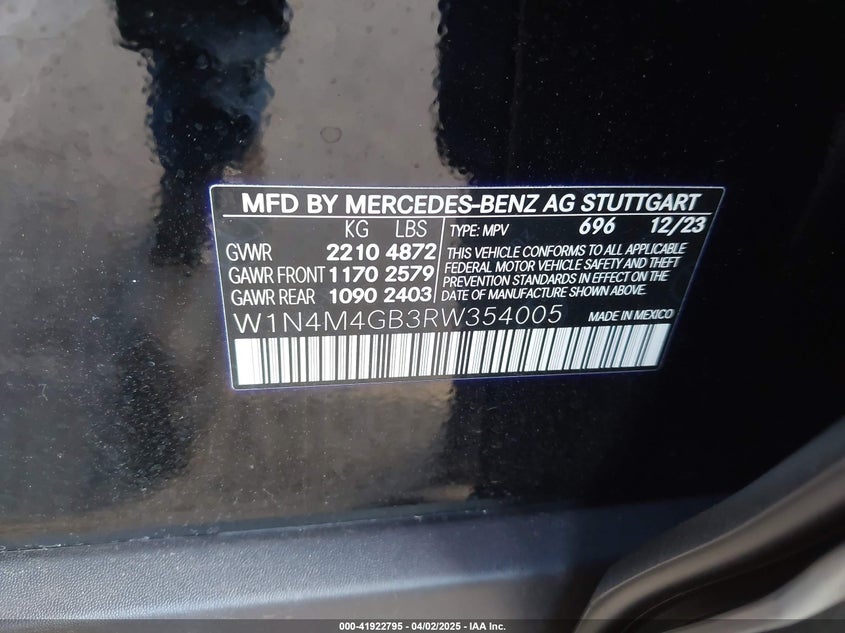 MFD BY MERCEDES-BENZ AG STUTTGART
KG LBS
GVWR 2210 4872
GAWR FRONT 1170 2579
GAWR REAR 1090 2403
TYPE: MPV 696 12/23
THIS VEHICLE CONFORMS TO ALL APPLICABLE
FEDERAL MOTOR VEHICLE SAFETY AND THEFT
PREVENTION STANDARDS IN EFFECT ON THE
DATE OF MANUFACTURE SHOWN ABOVE.
W1N4M4GB3RW354005 MADE IN MEXICO
000-41922795 - 04/02/2025 - IAA Inc.